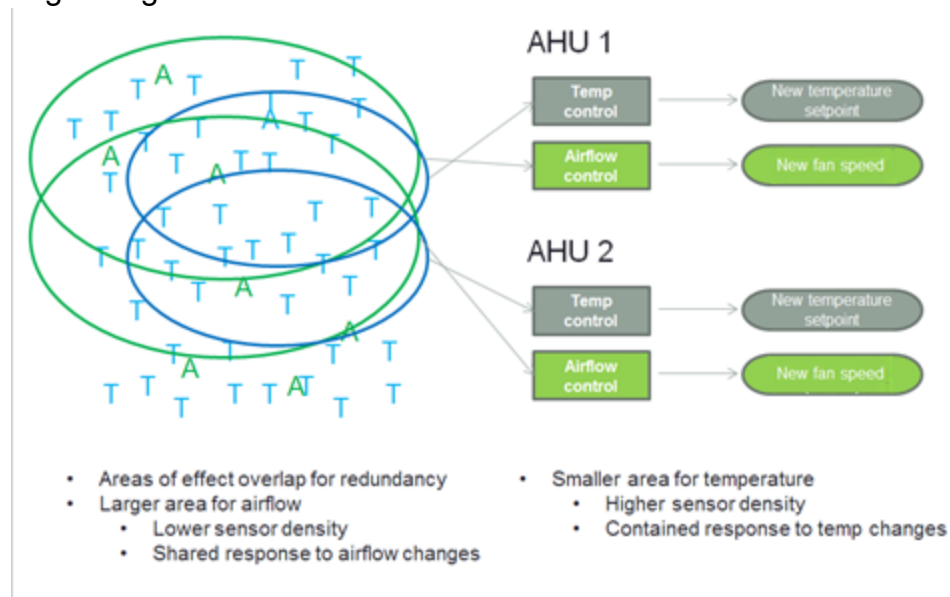 AHU 1
Temp
control
New temperature
setpoint
Airflow
control
New fan speed
AHU 2
Temp
control
New temperature
setpoint
Airflow
control
New fan speed
T A T T T
T T T A T T
A T T T T T
T A
T T T T
T T T T T T T
T T A T T
A
T T A T T
T T T T T A T T T
• Areas of effect overlap for redundancy
• Larger area for airflow
• Lower sensor density
• Shared response to airflow changes
• Smaller area for temperature
• Higher sensor density
• Contained response to temp changes